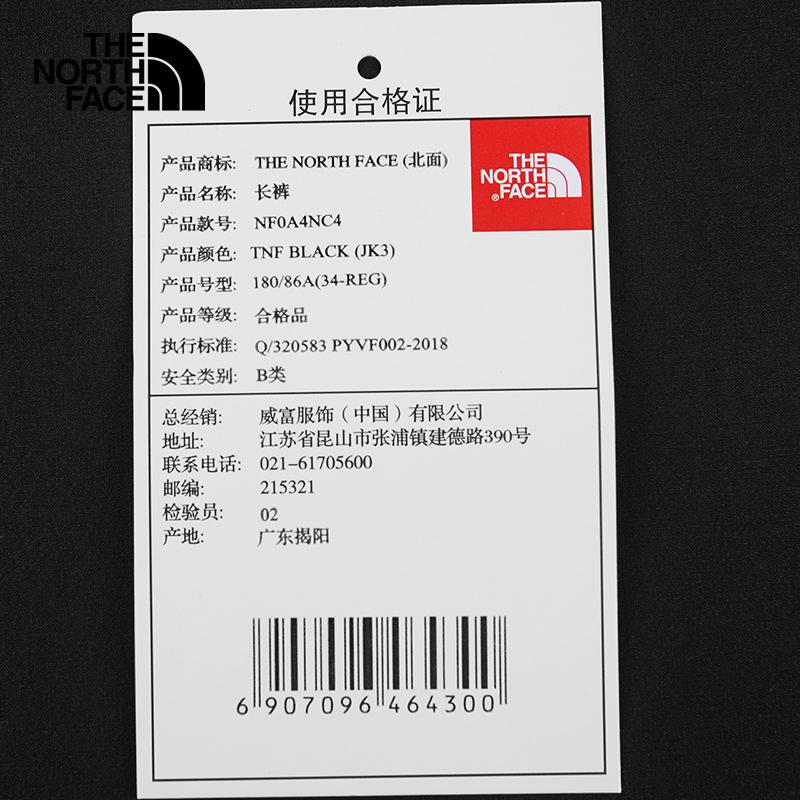 THE
NORTH
FACE
使用合格证
THE
NORTH
®FACE
产品商标: THE NORTH FACE (北面)
产品名称: 长裤
产品款号: NF0A4NC4
产品颜色: TNF BLACK (JK3)
产品号型: 180/86A(34-REG)
产品等级: 合格品
执行标准: Q/320583 PYVF002-2018
安全类别: B类
总经销: 威富服饰（中国）有限公司
地址: 江苏省昆山市张浦镇建德路390号
联系电话: 021-61705600
邮编: 215321
检验员: 02
产地: 广东揭阳
6 907096 464300